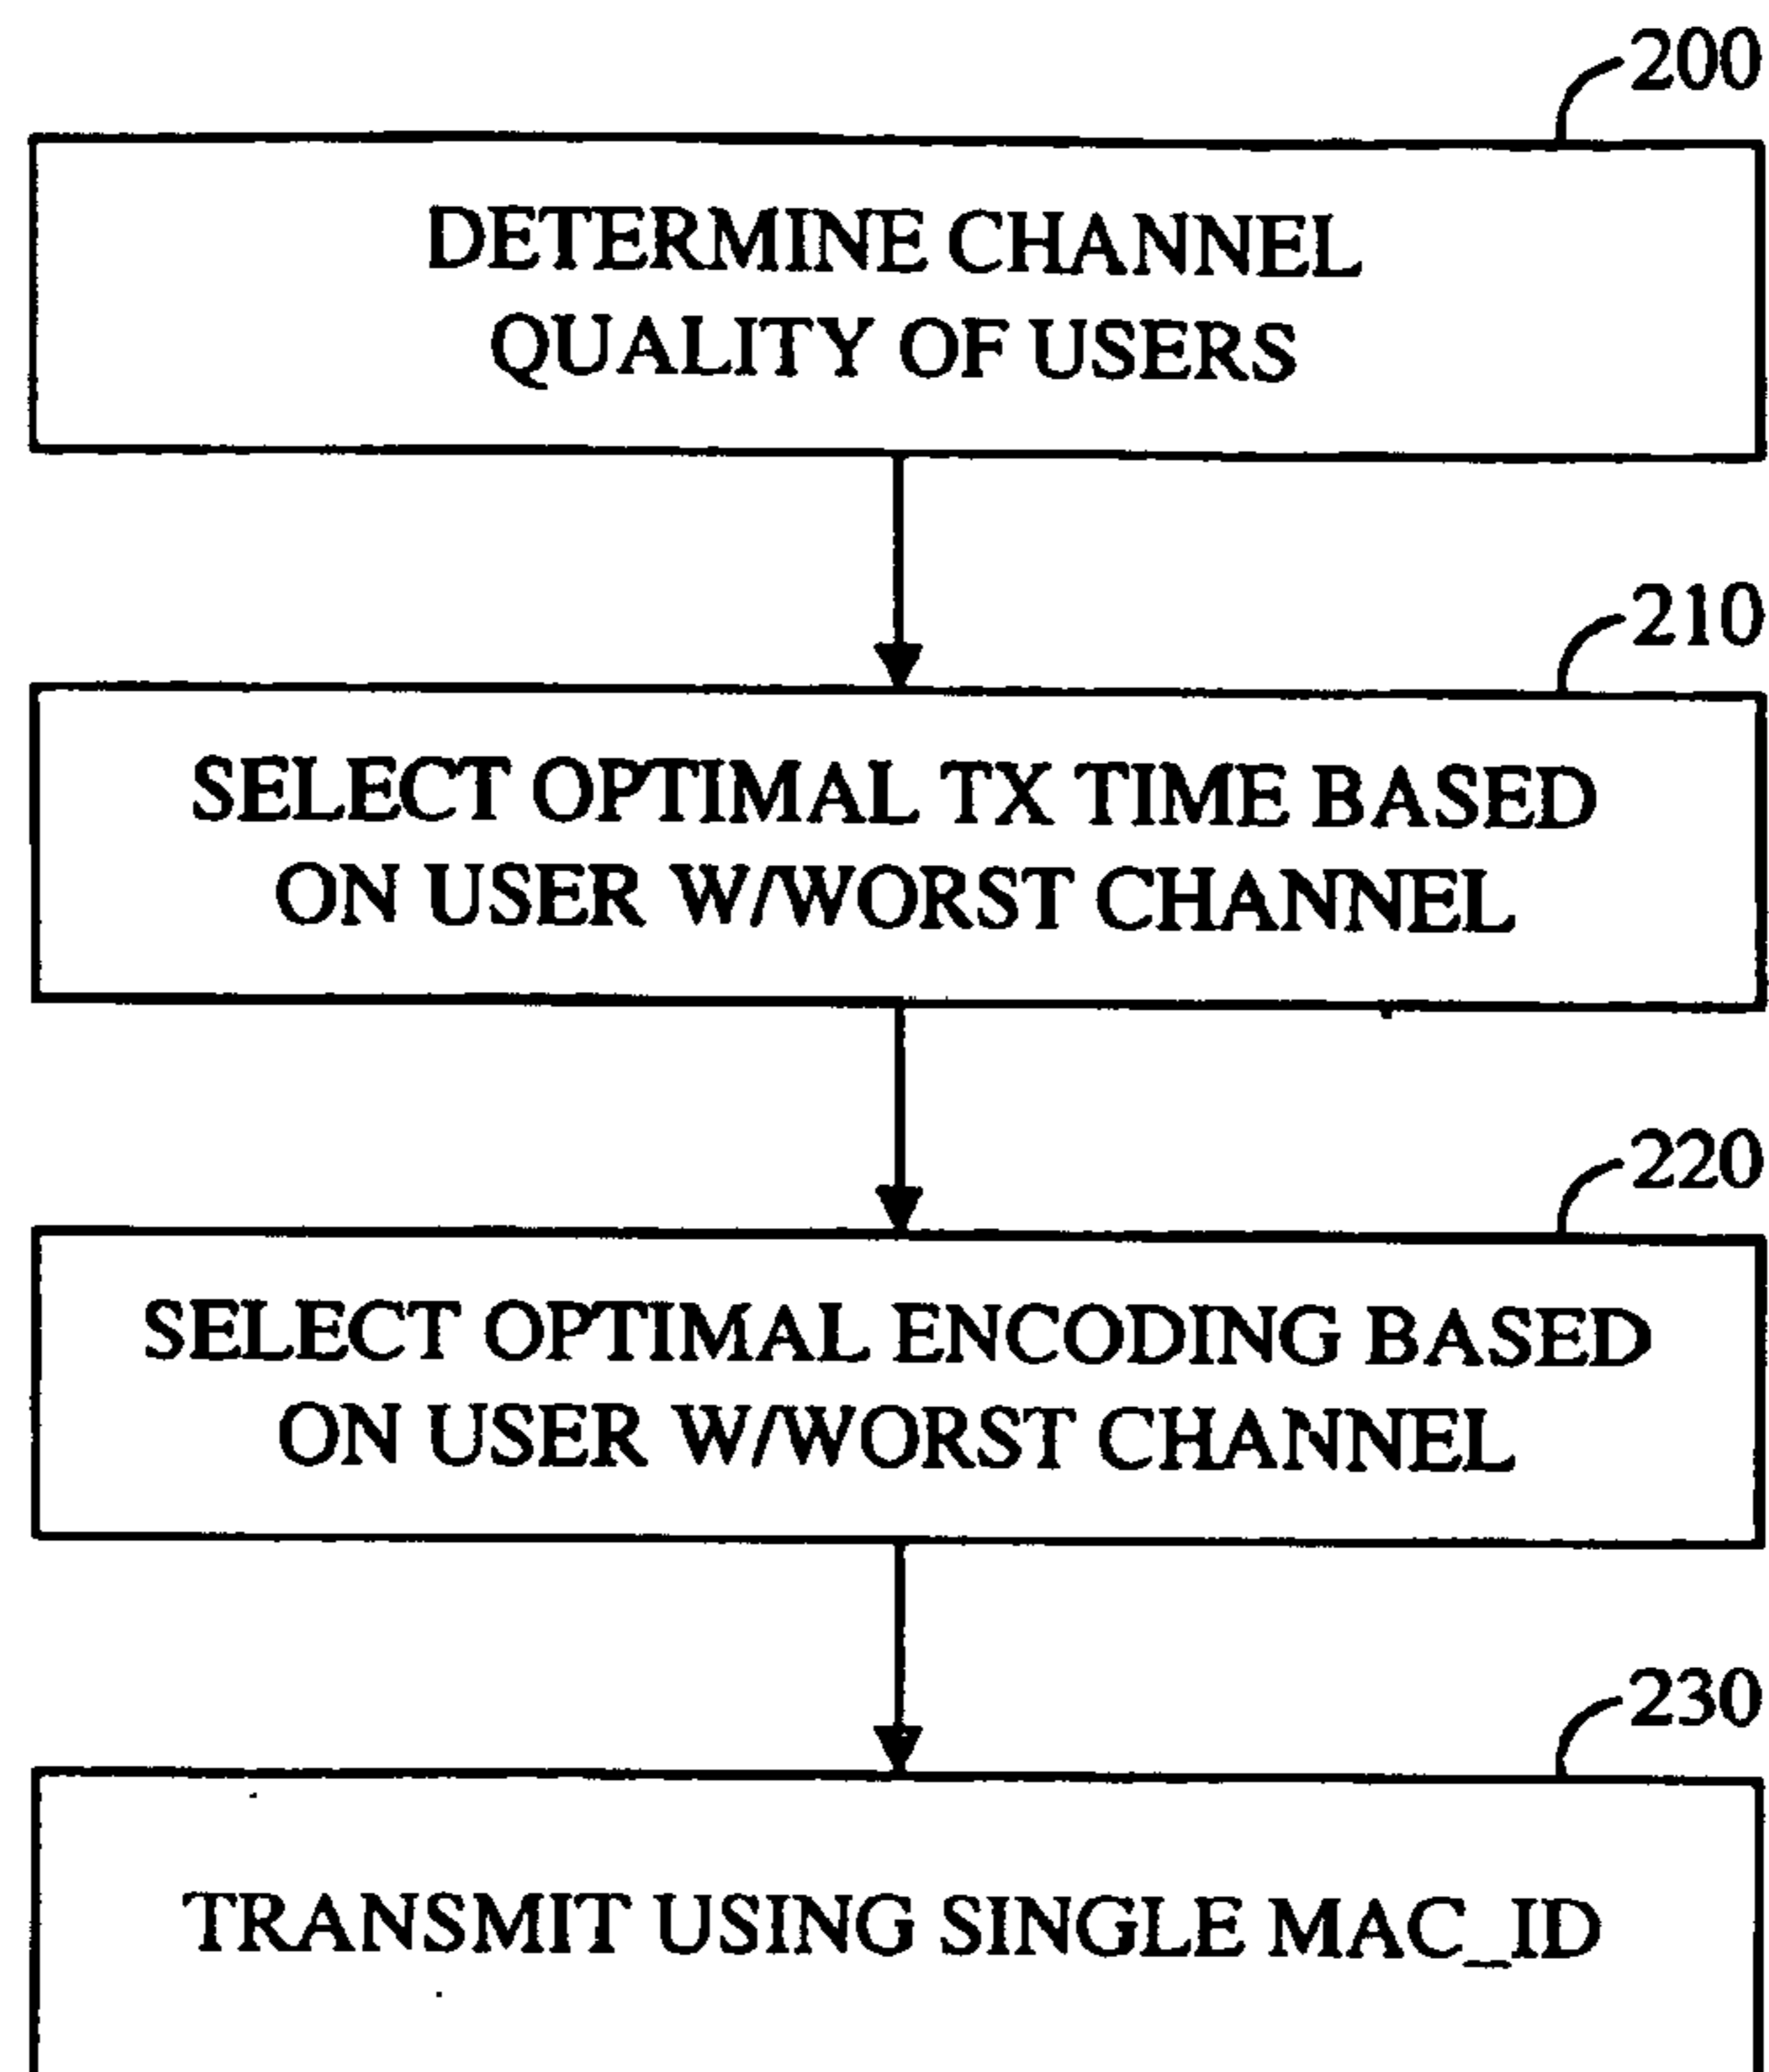 200
DETERMINE CHANNEL
QUALITY OF USERS
210
SELECT OPTIMAL TX TIME BASED
ON USER W/WORST CHANNEL
220
SELECT OPTIMAL ENCODING BASED
ON USER W/WORST CHANNEL
230
TRANSMIT USING SINGLE MAC_ID